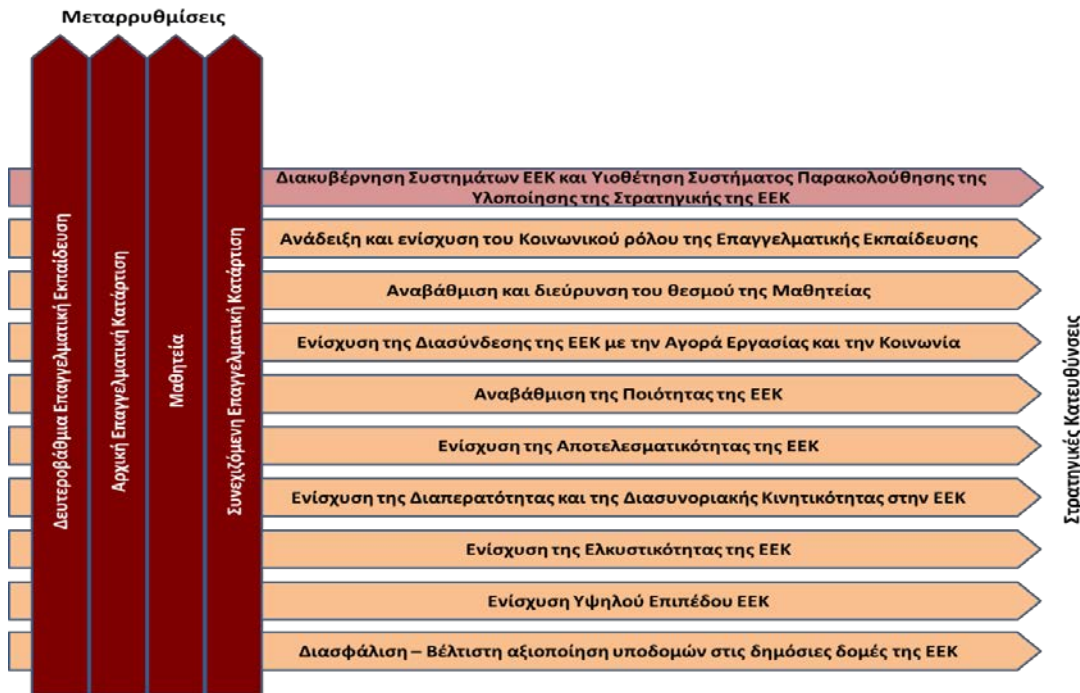 Μεταρρυθμίσεις
Δευτεροβάθμια Επαγγελματική Εκπαίδευση
Αρχική Επαγγελματική Κατάρτιση
Μαθητεία
Συνεχιζόμενη Επαγγελματική Κατάρτιση
Διακυβέρνηση Συστημάτων ΕΕΚ και Υιοθέτηση Συστήματος Παρακολούθησης της
Υλοποίησης της Στρατηγικής της ΕΕΚ
Ανάδειξη και ενίσχυση του Κοινωνικού ρόλου της Επαγγελματικής Εκπαίδευσης
Αναβάθμιση και διεύρυνση του θεσμού της Μαθητείας
Ενίσχυση της Διασύνδεσης της ΕΕΚ με την Αγορά Εργασίας και την Κοινωνία
Αναβάθμιση της Ποιότητας της ΕΕΚ
Ενίσχυση της Αποτελεσματικότητας της ΕΕΚ
Ενίσχυση της Διαπερατότητας και της Διασυνοριακής Κινητικότητας στην ΕΕΚ
Ενίσχυση της Ελκυστικότητας της ΕΕΚ
Ενίσχυση Υψηλού Επιπέδου ΕΕΚ
Διασφάλιση – Βέλτιστη αξιοποίηση υποδομών στις δημόσιες δομές της ΕΕΚ
Στρατηγικές Κατευθύνσεις